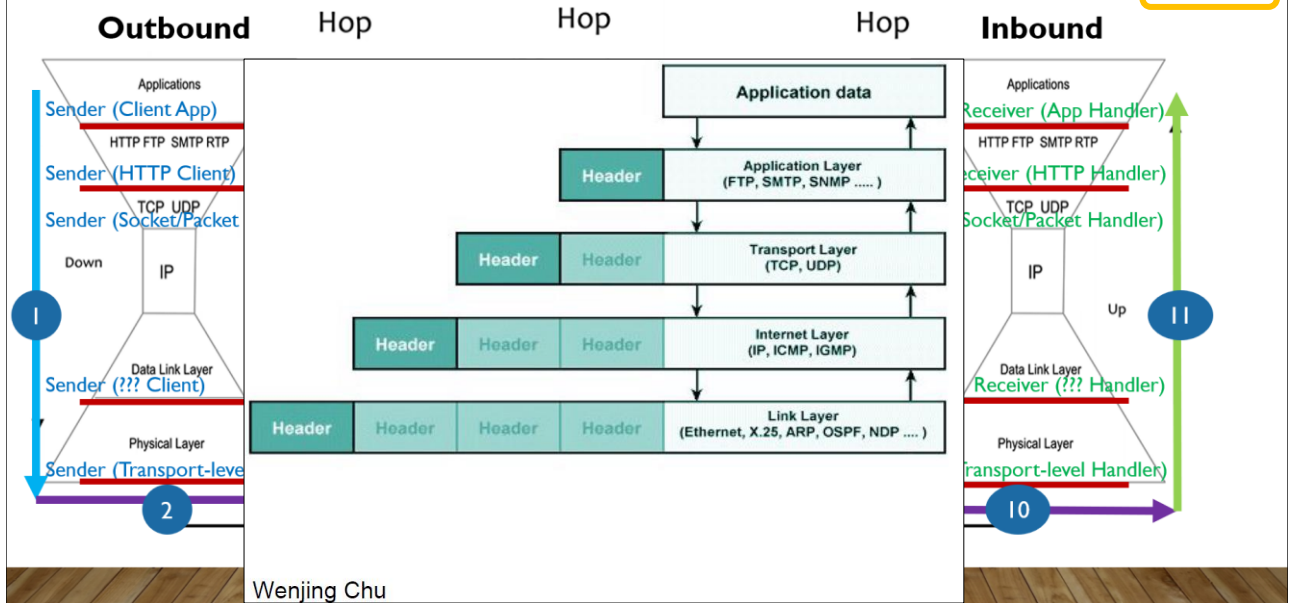 Outbound
Hop
Hop
Hop
Inbound
Applications
Sender (Client App)
HTTP FTP SMTP RTP
Sender (HTTP Client)
TCP UDP
Sender (Socket/Packet
Down
IP
1
Data Link Layer
Sender (??? Client)
Physical Layer
Sender (Transport-leve
2
Application data
Header
Application Layer
(FTP, SMTP, SNMP ..... )
Header
Header
Transport Layer
(TCP, UDP)
Header
Header
Header
Internet Layer
(IP, ICMP, IGMP)
Header
Header
Header
Header
Link Layer
(Ethernet, X.25, ARP, OSPF, NDP .... )
Wenjing Chu
Applications
Receiver (App Handler)
HTTP FTP SMTP RTP
eceiver (HTTP Handler)
TCP UDP
Socket/Packet Handler)
IP
Up
11
Data Link Layer
Receiver (??? Handler)
Physical Layer
Transport-level Handler)
10